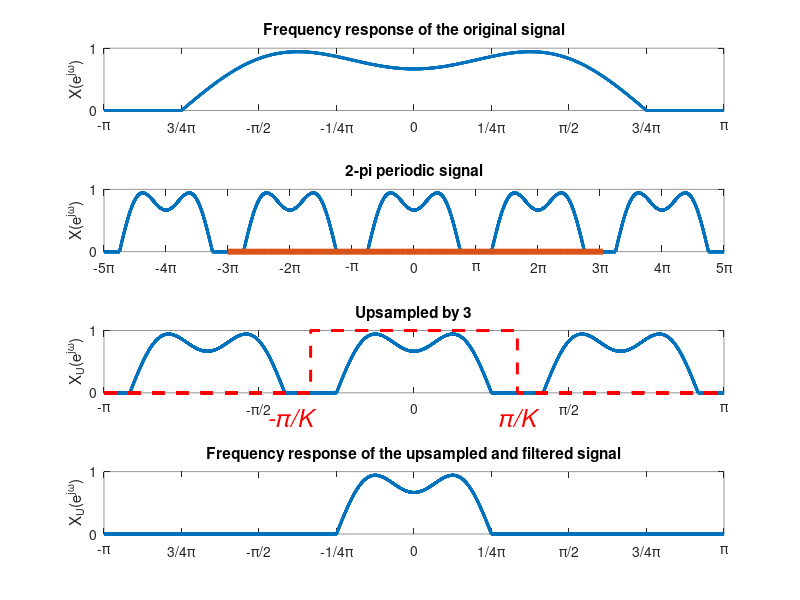 Frequency response of the original signal
1
X(e^jω)
0
-π 3/4π -π/2 -1/4π 0 1/4π π/2 3/4π π
2-pi periodic signal
1
X(e^jω)
0
-5π -4π -3π -2π -π 0 π 2π 3π 4π 5π
Upsampled by 3
1
X_U(e^jω)
0
-π -π/2 0 π/2 π
-π/K π/K
Frequency response of the upsampled and filtered signal
1
X_U(e^jω)
0
-π 3/4π -π/2 -1/4π 0 1/4π π/2 3/4π π